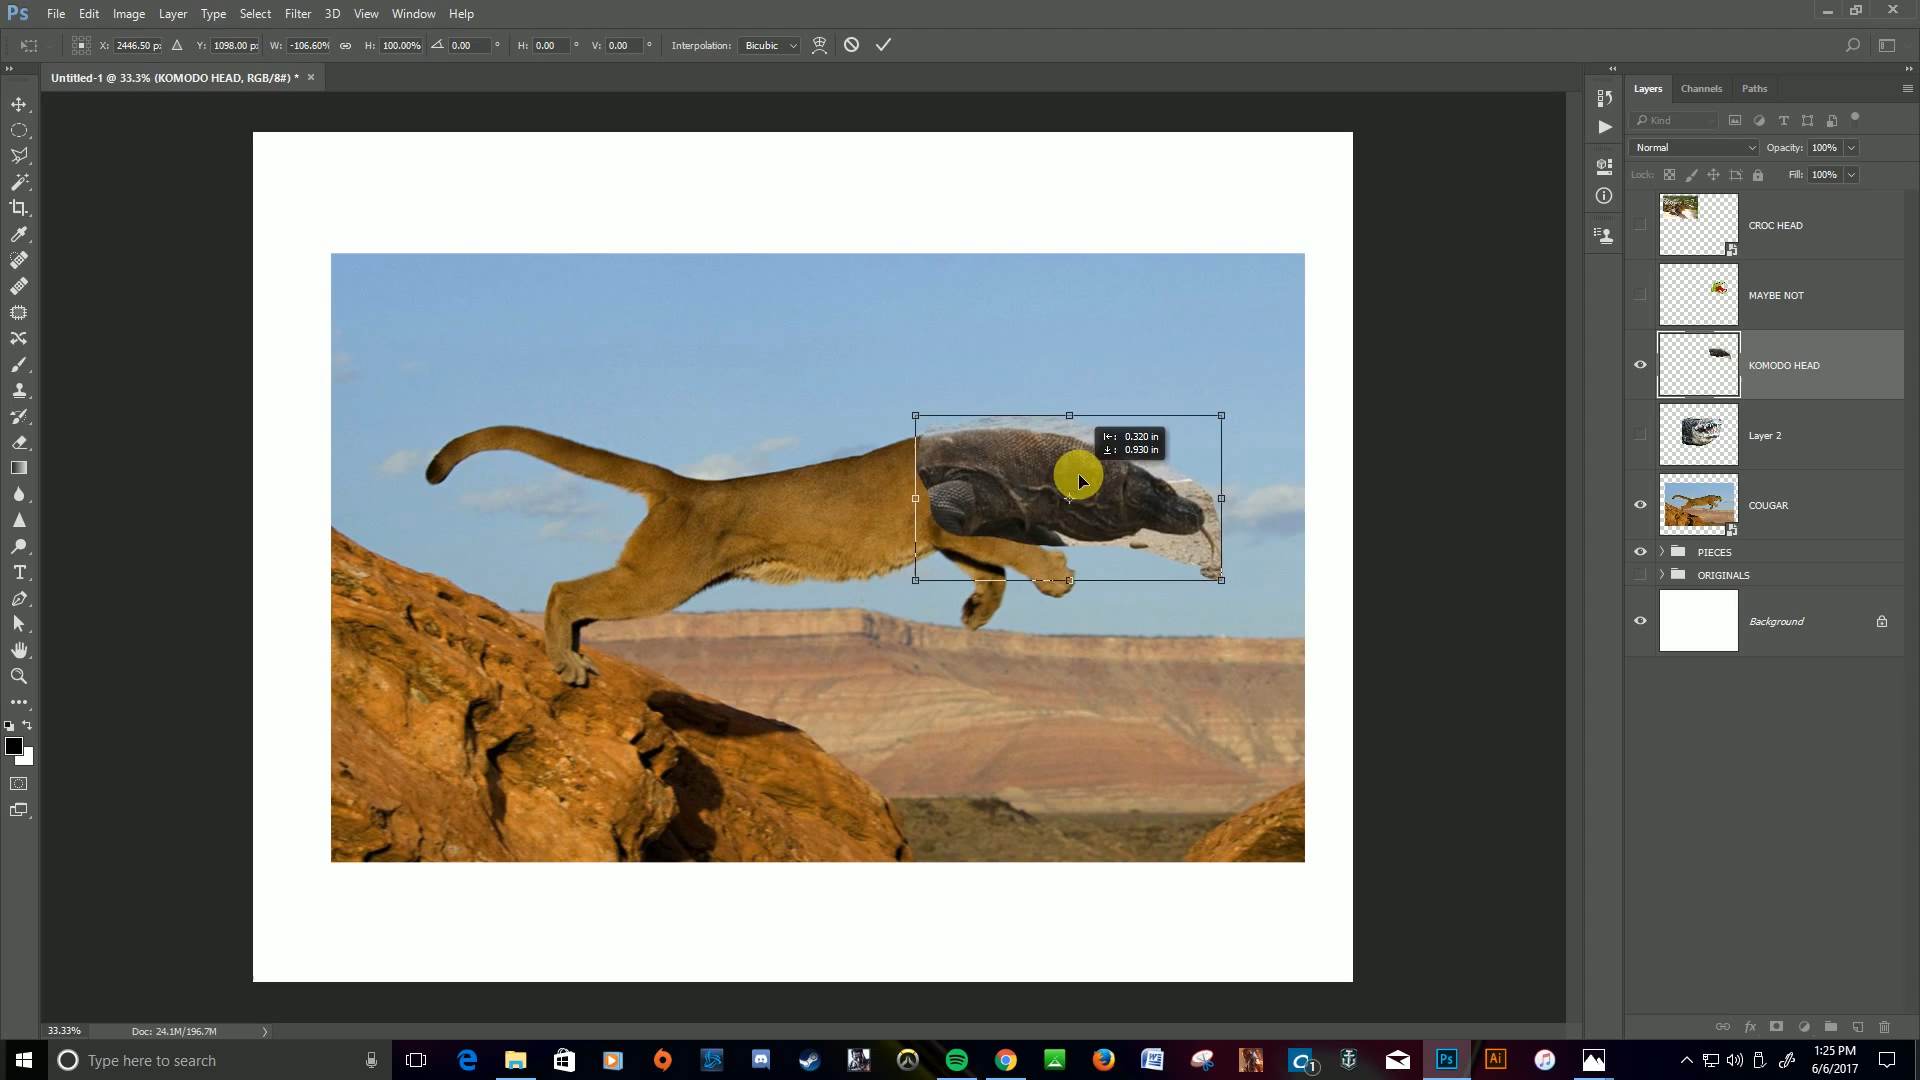 Ps File Edit Image Layer Type Select Filter 3D View Window Help
X: 2446.50 p: Y: 1098.00 p: W: -106.60% H: 100.00% 0.00 ° H: 0.00 ° V: 0.00 ° Interpolation: Bicubic
Untitled-1 @ 33.3% (KOMODO HEAD, RGB/8#) * ×
Layers Channels Paths
Kind
Normal Opacity: 100%
Lock: Fill: 100%
CROC HEAD
MAYBE NOT
KOMODO HEAD
Layer 2
COUGAR
PIECES
ORIGINALS
Background
0.320 in
0.930 in
33.33% Doc: 24.1M/196.7M
Type here to search
1
Ps
Ai
1:25 PM
6/6/2017